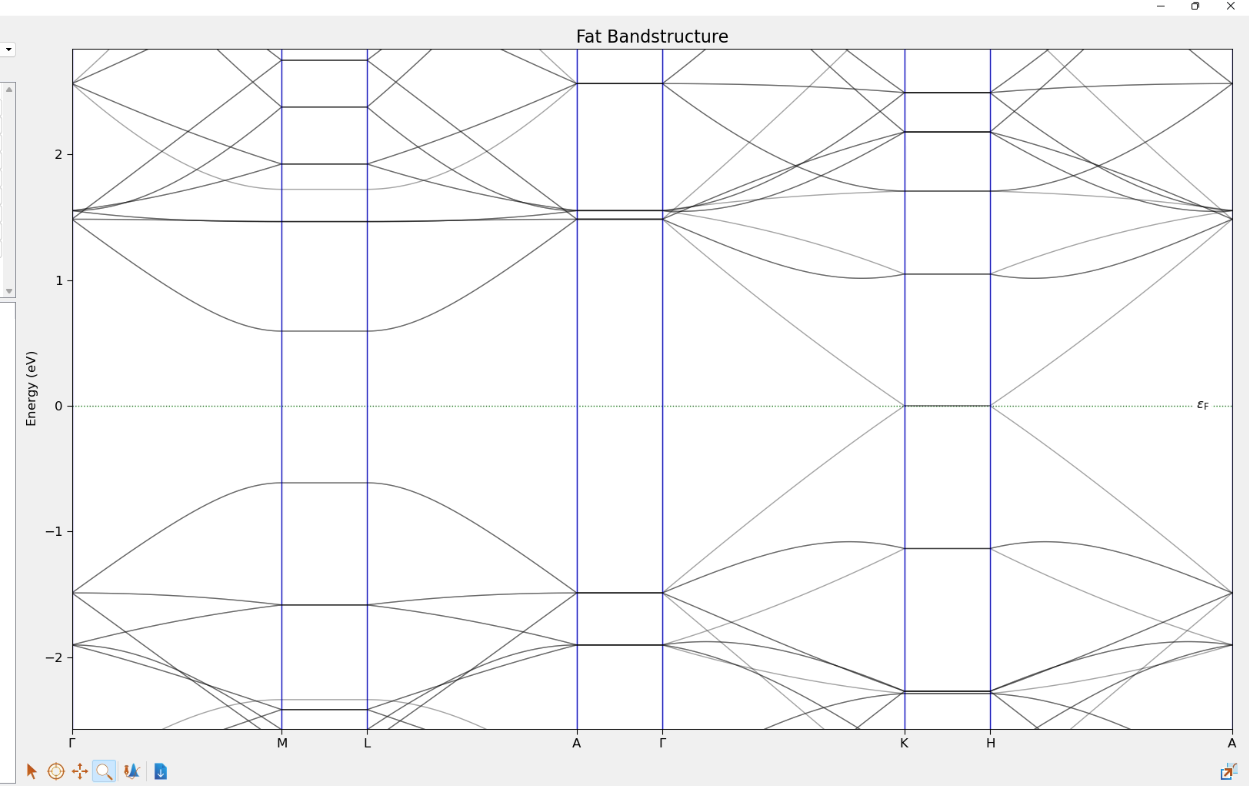 Fat Bandstructure
Energy (eV)
2
1
0
−1
−2
εF
Γ M L A Γ K H A